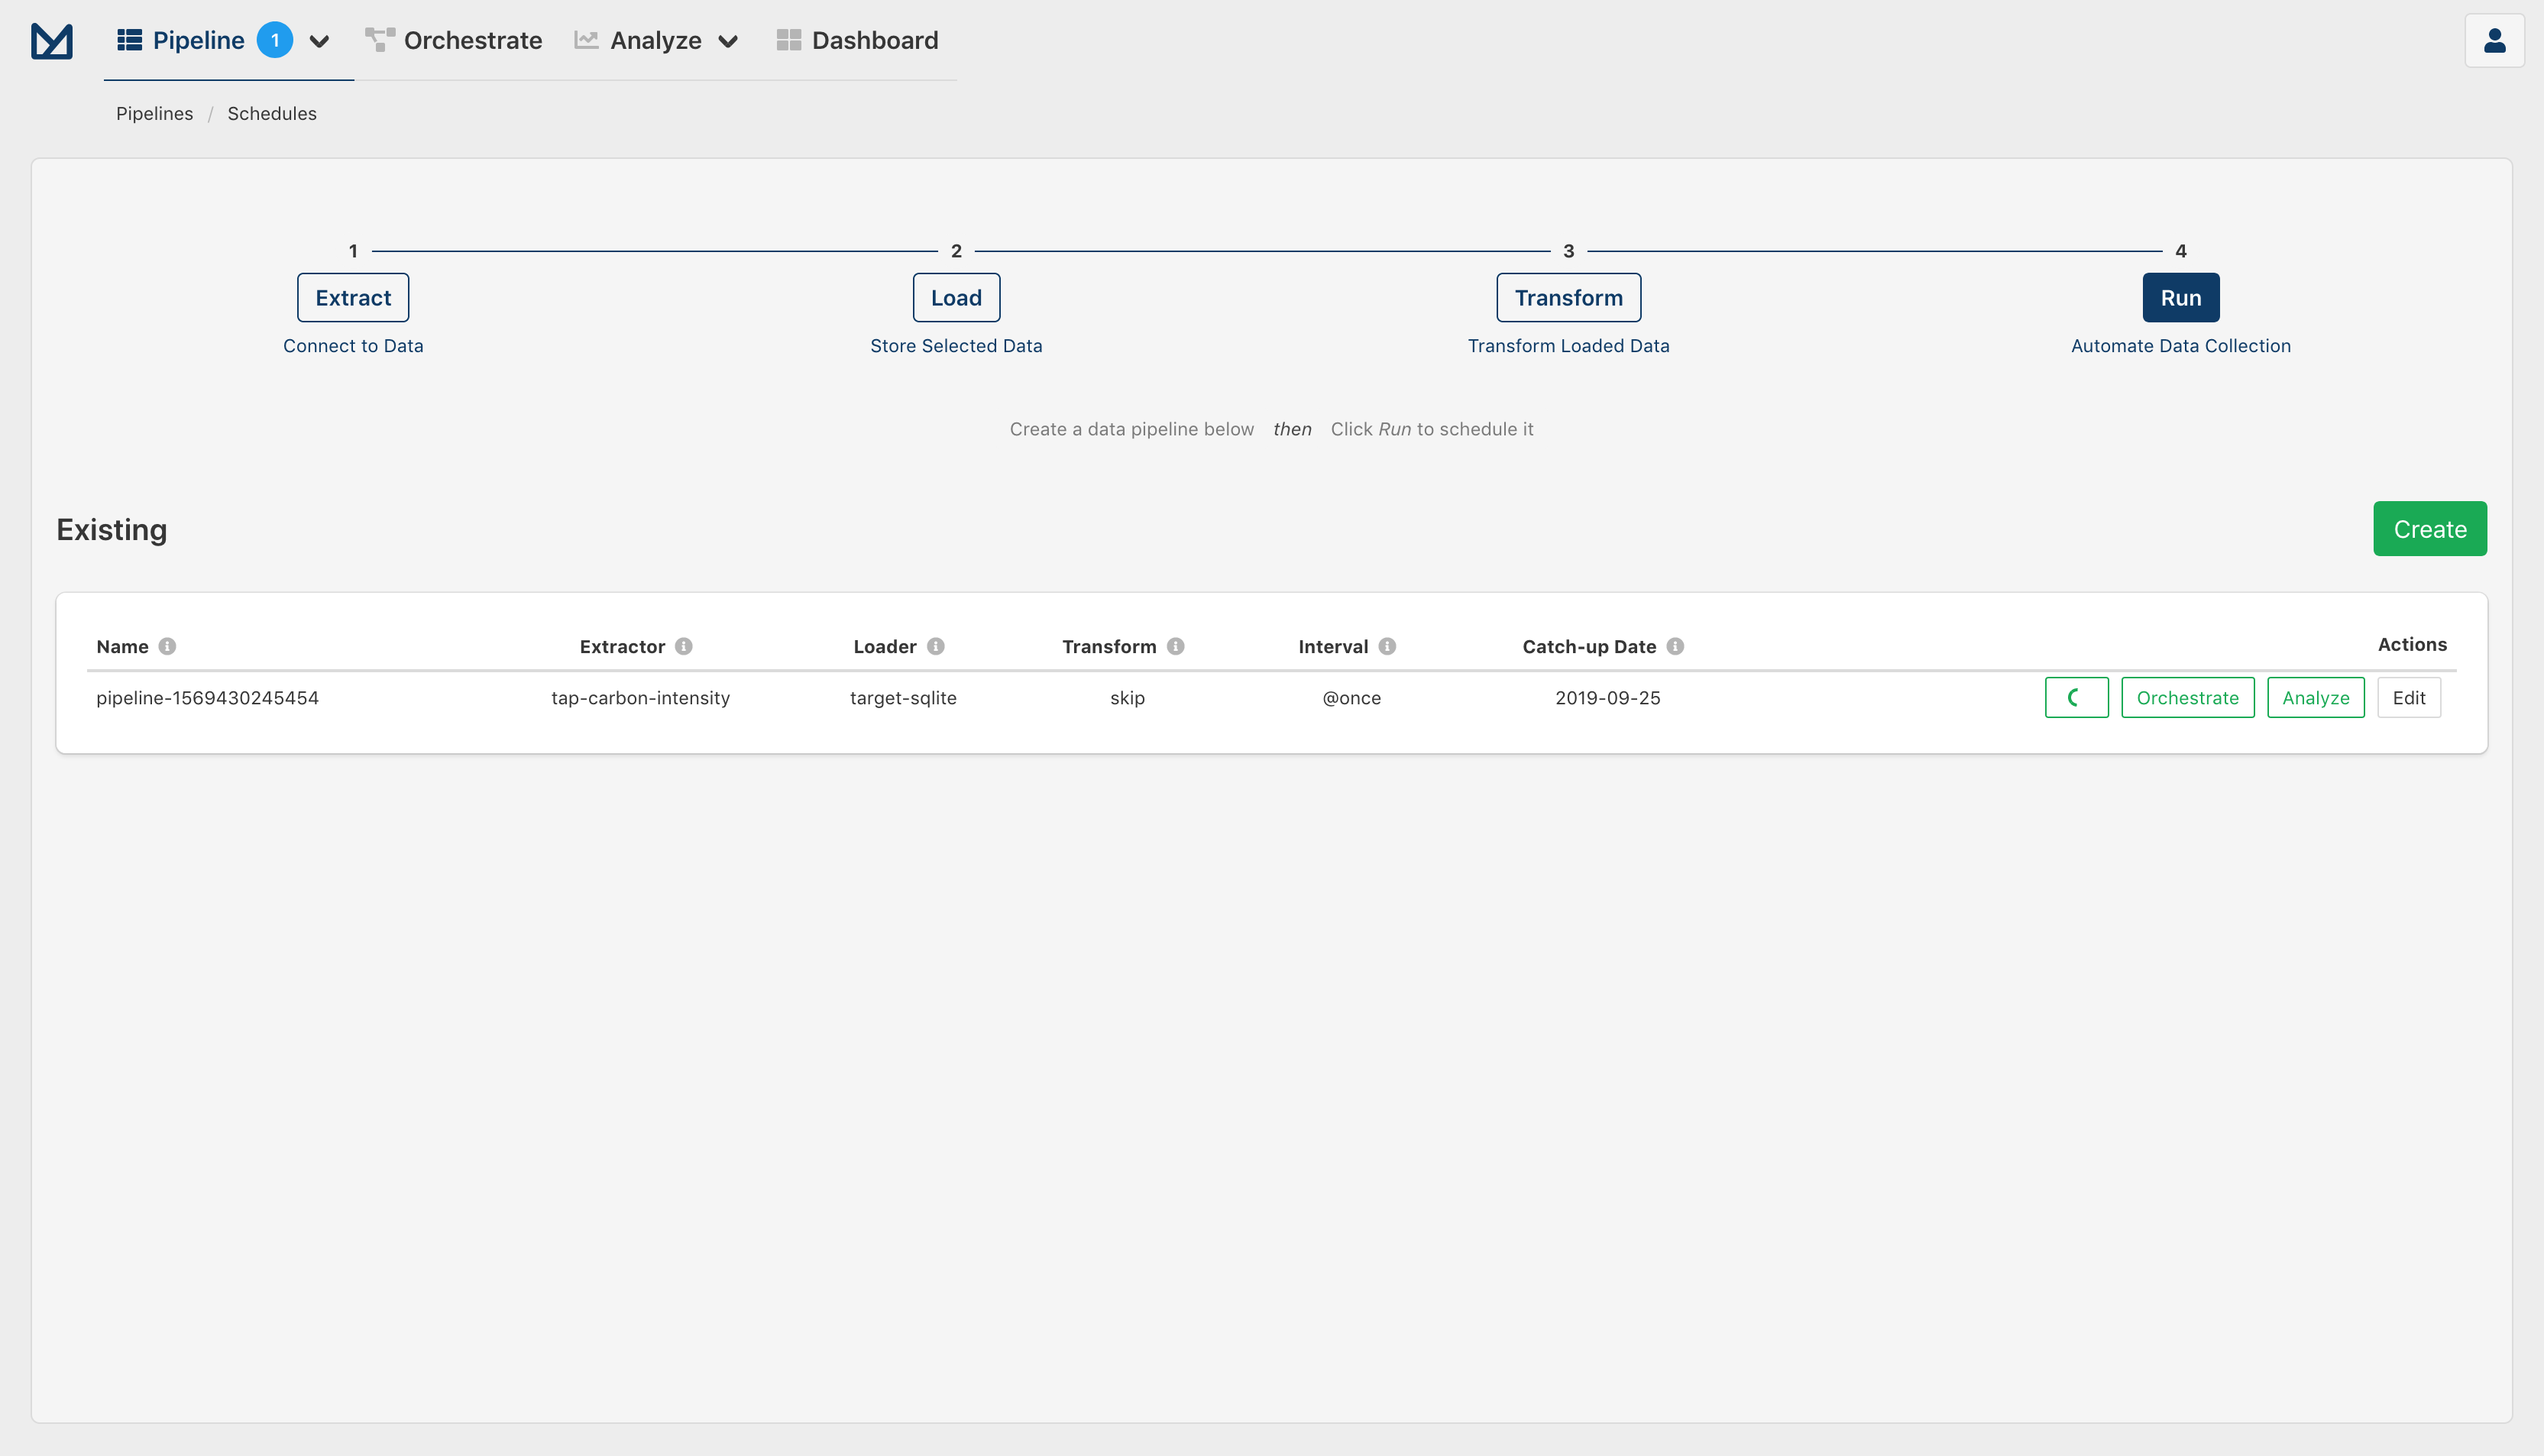 Pipeline 1 Orchestrate Analyze Dashboard
Pipelines / Schedules
1 2 3 4
Extract Load Transform Run
Connect to Data Store Selected Data Transform Loaded Data Automate Data Collection
Create a data pipeline below then Click Run to schedule it
Existing Create
Name Extractor Loader Transform Interval Catch-up Date Actions
pipeline-1569430245454 tap-carbon-intensity target-sqlite skip @once 2019-09-25 Orchestrate Analyze Edit